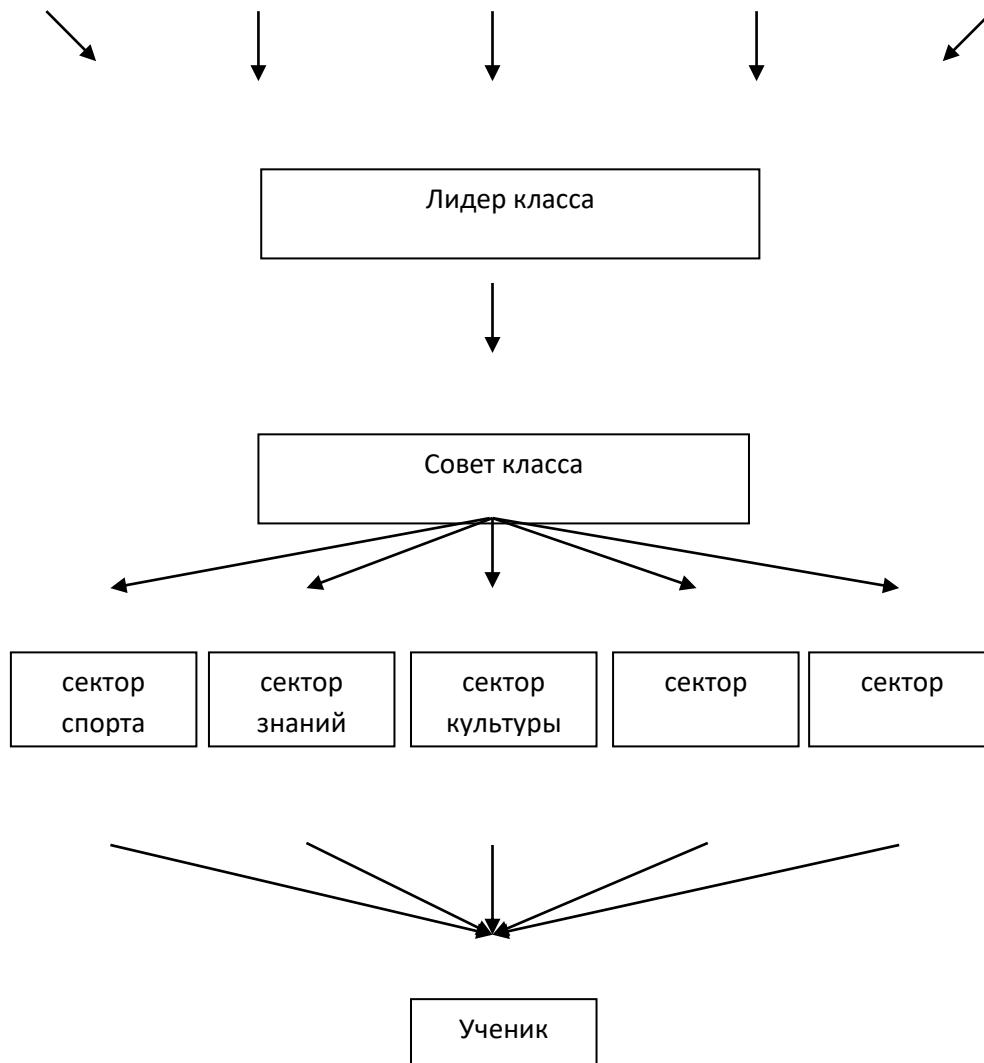 Лидер класса
Совет класса
сектор спорта
сектор знаний
сектор культуры
сектор
сектор
Ученик